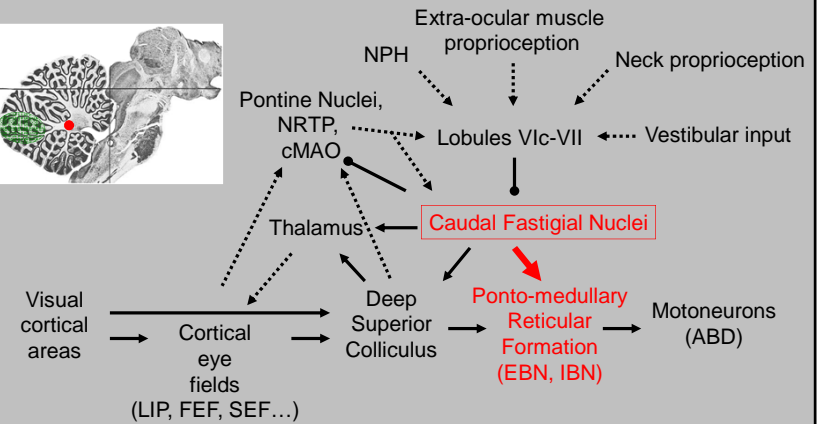 Extra-ocular muscle
proprioception
NPH
Neck proprioception
Pontine Nuclei,
NRTP,
cMAO
Lobules VIc-VII
Vestibular input
Thalamus
Caudal Fastigial Nuclei
Visual
cortical
areas
Cortical
eye
fields
(LIP, FEF, SEF…)
Deep
Superior
Colliculus
Ponto-medullary
Reticular
Formation
(EBN, IBN)
Motoneurons
(ABD)